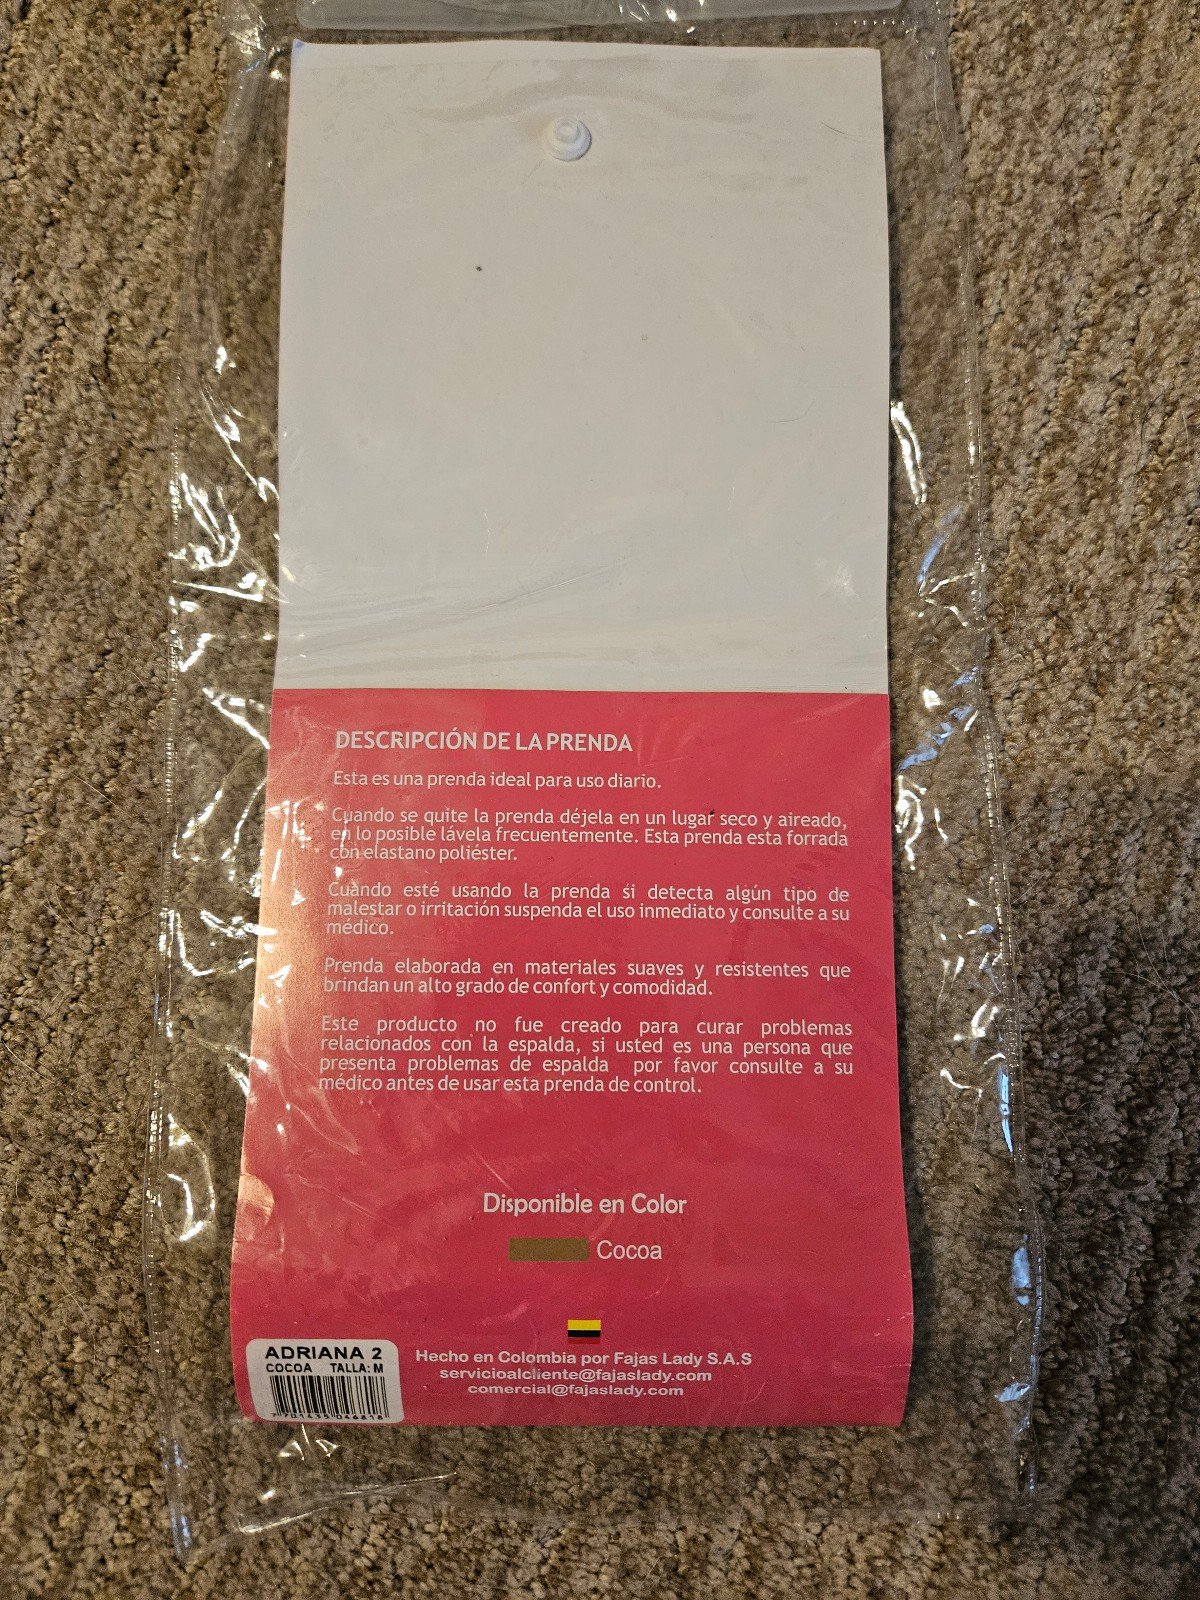 DESCRIPCIÓN DE LA PRENDA
Esta es una prenda ideal para uso diario.
Cuando se quite la prenda déjela en un lugar seco y aireado,
en lo posible lávela frecuentemente. Esta prenda esta forrada
con elastano poliéster.
Cuando esté usando la prenda si detecta algún tipo de
malestar o irritación suspenda el uso inmediato y consulte a su
médico.
Prenda elaborada en materiales suaves y resistentes que
brindan un alto grado de confort y comodidad.
Este producto no fue creado para curar problemas
relacionados con la espalda, si usted es una persona que
presenta problemas de espalda por favor consulte a su
médico antes de usar esta prenda de control.
Disponible en Color
Cocoa
Hecho en Colombia por Fajas Lady S.A.S
servicioalcliente@fajaslady.com
comercial@fajaslady.com
ADRIANA 2
COCOA TALLA: M
7701435046818